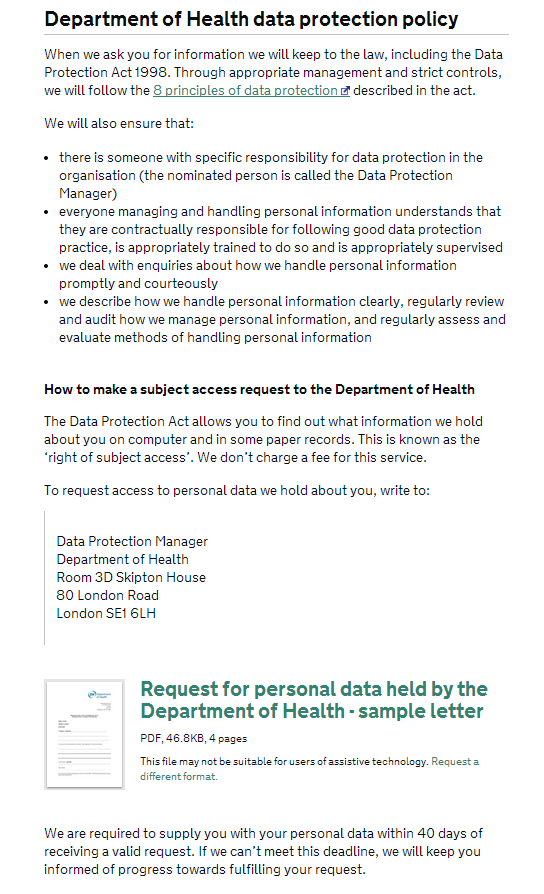 Department of Health data protection policy
When we ask you for information we will keep to the law, including the Data
Protection Act 1998. Through appropriate management and strict controls,
we will follow the 8 principles of data protection described in the act.
We will also ensure that:
• there is someone with specific responsibility for data protection in the
organisation (the nominated person is called the Data Protection
Manager)
• everyone managing and handling personal information understands that
they are contractually responsible for following good data protection
practice, is appropriately trained to do so and is appropriately supervised
• we deal with enquiries about how we handle personal information
promptly and courteously
• we describe how we handle personal information clearly, regularly review
and audit how we manage personal information, and regularly assess and
evaluate methods of handling personal information
How to make a subject access request to the Department of Health
The Data Protection Act allows you to find out what information we hold
about you on computer and in some paper records. This is known as the
‘right of subject access’. We don’t charge a fee for this service.
To request access to personal data we hold about you, write to:
Data Protection Manager
Department of Health
Room 3D Skipton House
80 London Road
London SE1 6LH
Request for personal data held by the
Department of Health - sample letter
PDF, 46.8KB, 4 pages
This file may not be suitable for users of assistive technology. Request a
different format.
We are required to supply you with your personal data within 40 days of
receiving a valid request. If we can’t meet this deadline, we will keep you
informed of progress towards fulfilling your request.